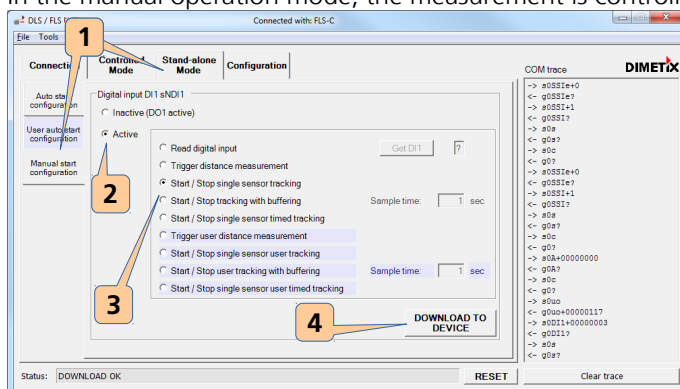 In the manual operation mode, the measurement is controll
DLS / FLS
Connected with: FLS-C
File Tools
1
Connection
Controlled Mode
Stand-alone Mode
Configuration
COM trace
DIMETIX
Auto start configuration
User auto start configuration
Manual start configuration
Digital input DI1 sNDI1
Inactive (DO1 active)
Active
2
Read digital input
Get DI1
?
Trigger distance measurement
Start / Stop single sensor tracking
Start / Stop tracking with buffering
Sample time:
1 sec
Start / Stop single sensor timed tracking
Trigger user distance measurement
Start / Stop single sensor user tracking
Start / Stop user tracking with buffering
Sample time:
1 sec
Start / Stop single sensor user timed tracking
3
4
DOWNLOAD TO
DEVICE
-> s0SSIe+0
<- g0SSIe?
-> s0SSI+1
<- g0SSI?
-> s0s
<- g0s?
-> s0c
<- g0?
-> s0SSIe+0
<- g0SSIe?
-> s0SSI+1
<- g0SSI?
-> s0s
<- g0s?
-> s0c
<- g0?
-> s0A+00000000
<- g0A?
-> s0c
<- g0?
-> s0uo
<- g0uo+00000117
-> s0DI1+00000003
<- g0DI1?
-> s0s
<- g0s?
Status: DOWNLOAD OK
RESET
Clear trace